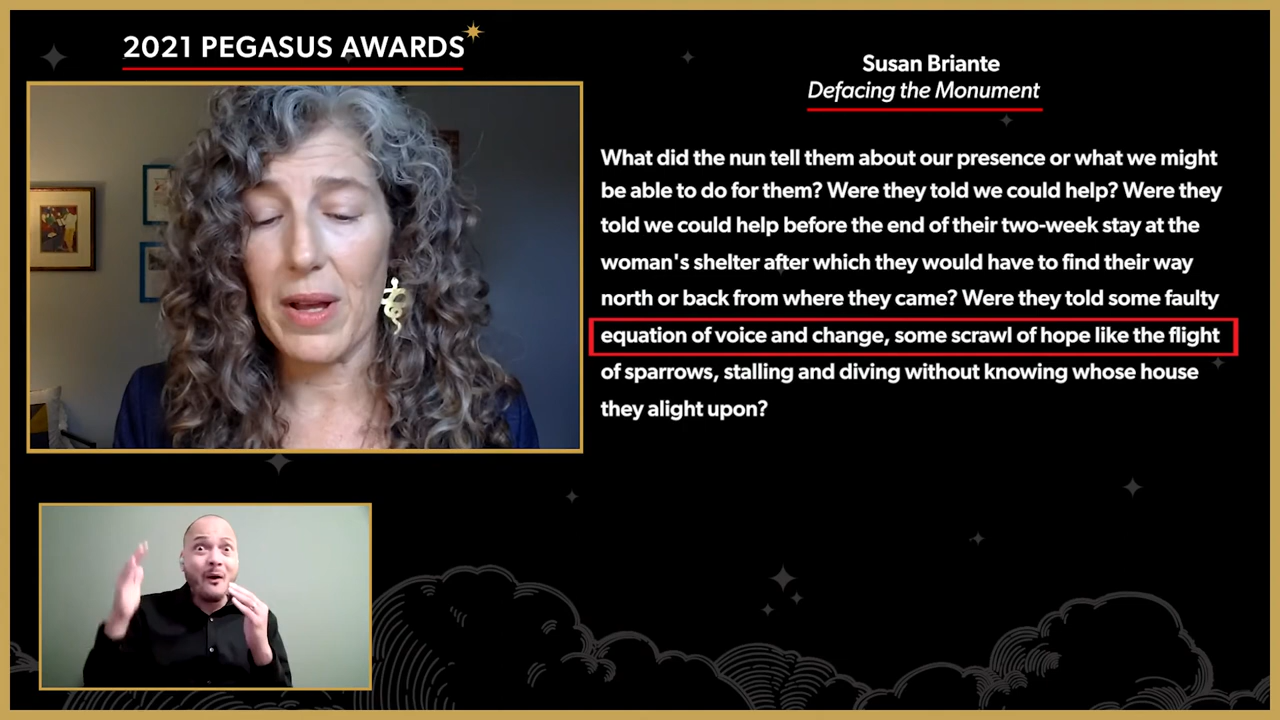 2021 PEGASUS AWARDS
Susan Briante
Defacing the Monument
What did the nun tell them about our presence or what we might
be able to do for them? Were they told we could help? Were they
told we could help before the end of their two-week stay at the
woman's shelter after which they would have to find their way
north or back from where they came? Were they told some faulty
equation of voice and change, some scrawl of hope like the flight
of sparrows, stalling and diving without knowing whose house
they alight upon?